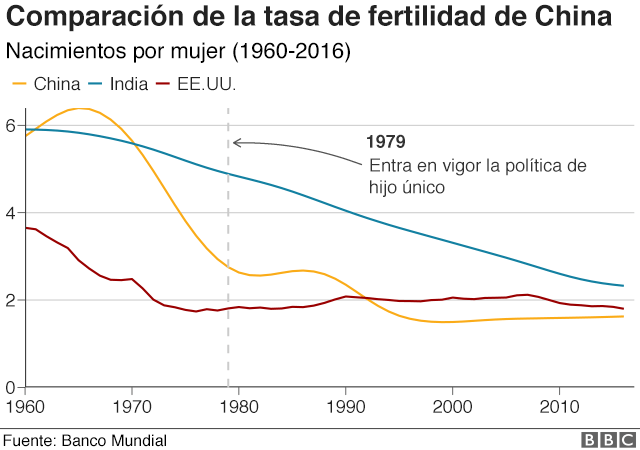 Comparación de la tasa de fertilidad de China
Nacimientos por mujer (1960-2016)
China India EE.UU.
6
1979
Entra en vigor la política de
hijo único
4
2
0
1960 1970 1980 1990 2000 2010
Fuente: Banco Mundial BBC